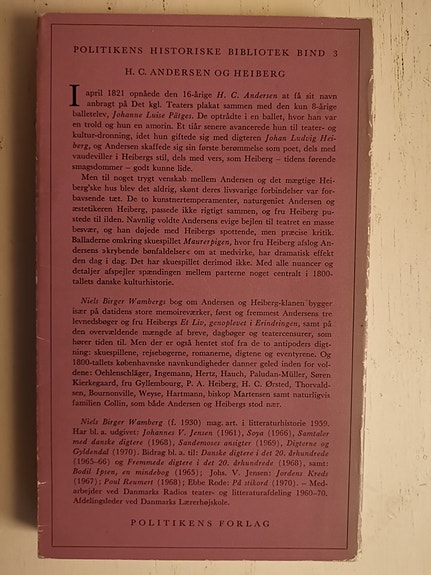 POLITIKENS HISTORISKE BIBLIOTEK BIND 3
H. C. ANDERSEN OG HEIBERG
I april 1821 opnåede den 16-årige H. C. Andersen at få sit navn
anbragt på Det kgl. Teaters plakat sammen med den kun 8-årige
balletelev, Johanne Luise Pätges. De optrådte i en ballet, hvor han var
en trold og hun en amorin. Et tiår senere avancerede hun til teater- og
kultur-dronning, idet hun giftede sig med digteren Johan Ludvig Hei-
berg, og Andersen skaffede sig sin første berømmelse som poet, dels med
vaudeviller i Heibergs stil, dels med vers, som Heiberg – tidens førende
smagsdommer – godt kunne lide.
Men til noget trygt venskab mellem Andersen og det mægtige Hei-
berg'ske hus blev det aldrig, skønt deres livsvarige forbindelser var for-
bavsende tæt. De to kunstnertemperamenter, naturgeniet Andersen og
æstetikeren Heiberg, passede ikke rigtigt sammen, og fru Heiberg pu-
stede til ilden. Navnlig voldte Andersens evige bejlen til teatret en masse
besvær, og han døjede med Heibergs spottende, men præcise kritik.
Balladerne omkring skuespillet Maurerpigen, hvor fru Heiberg afslog An-
dersens »krybende bønfaldelser« om at medvirke, har dramatisk effekt
den dag i dag. Det har skuespillet derimod ikke. Med alle nuancer og
detaljer afspejler spændingen mellem parterne noget centralt i 1800-
tallets danske kulturhistorie.
Niels Birger Wambergs bog om Andersen og Heiberg-klanen bygger
især på datidens store memoireværker, først og fremmest Andersens tre
levnedsbøger og fru Heibergs Et Liv, genoplevet i Erindringen, samt på
den overvældende mængde af breve, dagbøger og teatercensurer, som
hører tiden til. Men der er også hentet stof fra de to antipoders digt-
ning: skuespillene, rejsebøgerne, romanerne, digtene og eventyrene. Og
1800-tallets københavnske navnkundigheder danner geled inden for vol-
dene: Oehlenschläger, Ingemann, Hertz, Hauch, Paludan-Müller, Søren
Kierkegaard, fru Gyllembourg, P. A. Heiberg, H. C. Ørsted, Thorvald-
sen, Bournonville, Weyse, Hartmann, biskop Martensen samt naturligvis
familien Collin, som både Andersen og Heibergs stod nær.
Niels Birger Wamberg (f. 1930) mag. art. i litteraturhistorie 1959.
Har bl. a. udgivet: Johannes V. Jensen (1961), Soya (1966), Samtaler
med danske digtere (1968), Sandemoses ansigter (1969), Digterne og
Gyldendal (1970). Bidrag bl. a. til: Danske digtere i det 20. århundrede
(1965–66) og Fremmede digtere i det 20. århundrede (1968), samt:
Bodil Ipsen, en mindebog (1965); Johs. V. Jensen: Jordens Kreds
(1967); Poul Reumert (1968); Ebbe Rode: På stikord (1970). – Med-
arbejder ved Danmarks Radios teater- og litteraturafdeling 1960–70.
Afdelingsleder ved Danmarks Lærerhøjskole.
POLITIKENS FORLAG